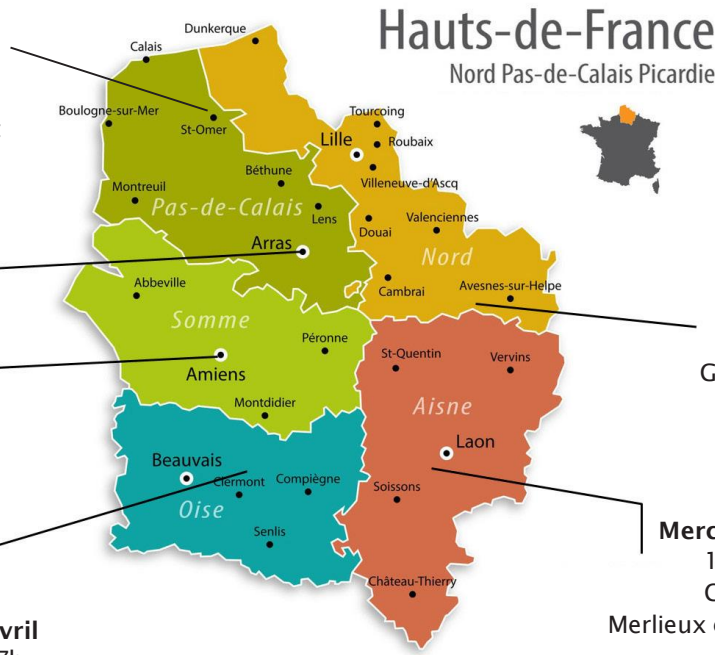 Hauts-de-France
Nord Pas-de-Calais Picardie
Dunkerque
Calais
Boulogne-sur-Mer
St-Omer
Tourcoing
Lille
Roubaix
Villeneuve-d'Ascq
Béthune
Montreuil
Pas-de-Calais
Lens
Douai
Valenciennes
Arras
Nord
Abbeville
Cambrai
Avesnes-sur-Helpe
Somme
Péronne
St-Quentin
Vervins
Amiens
G
Montdidier
Aisne
Laon
Beauvais
Clermont
Compiègne
Soissons
Oise
Senlis
Merc
1
Château-Thierry
Merlieux
vril